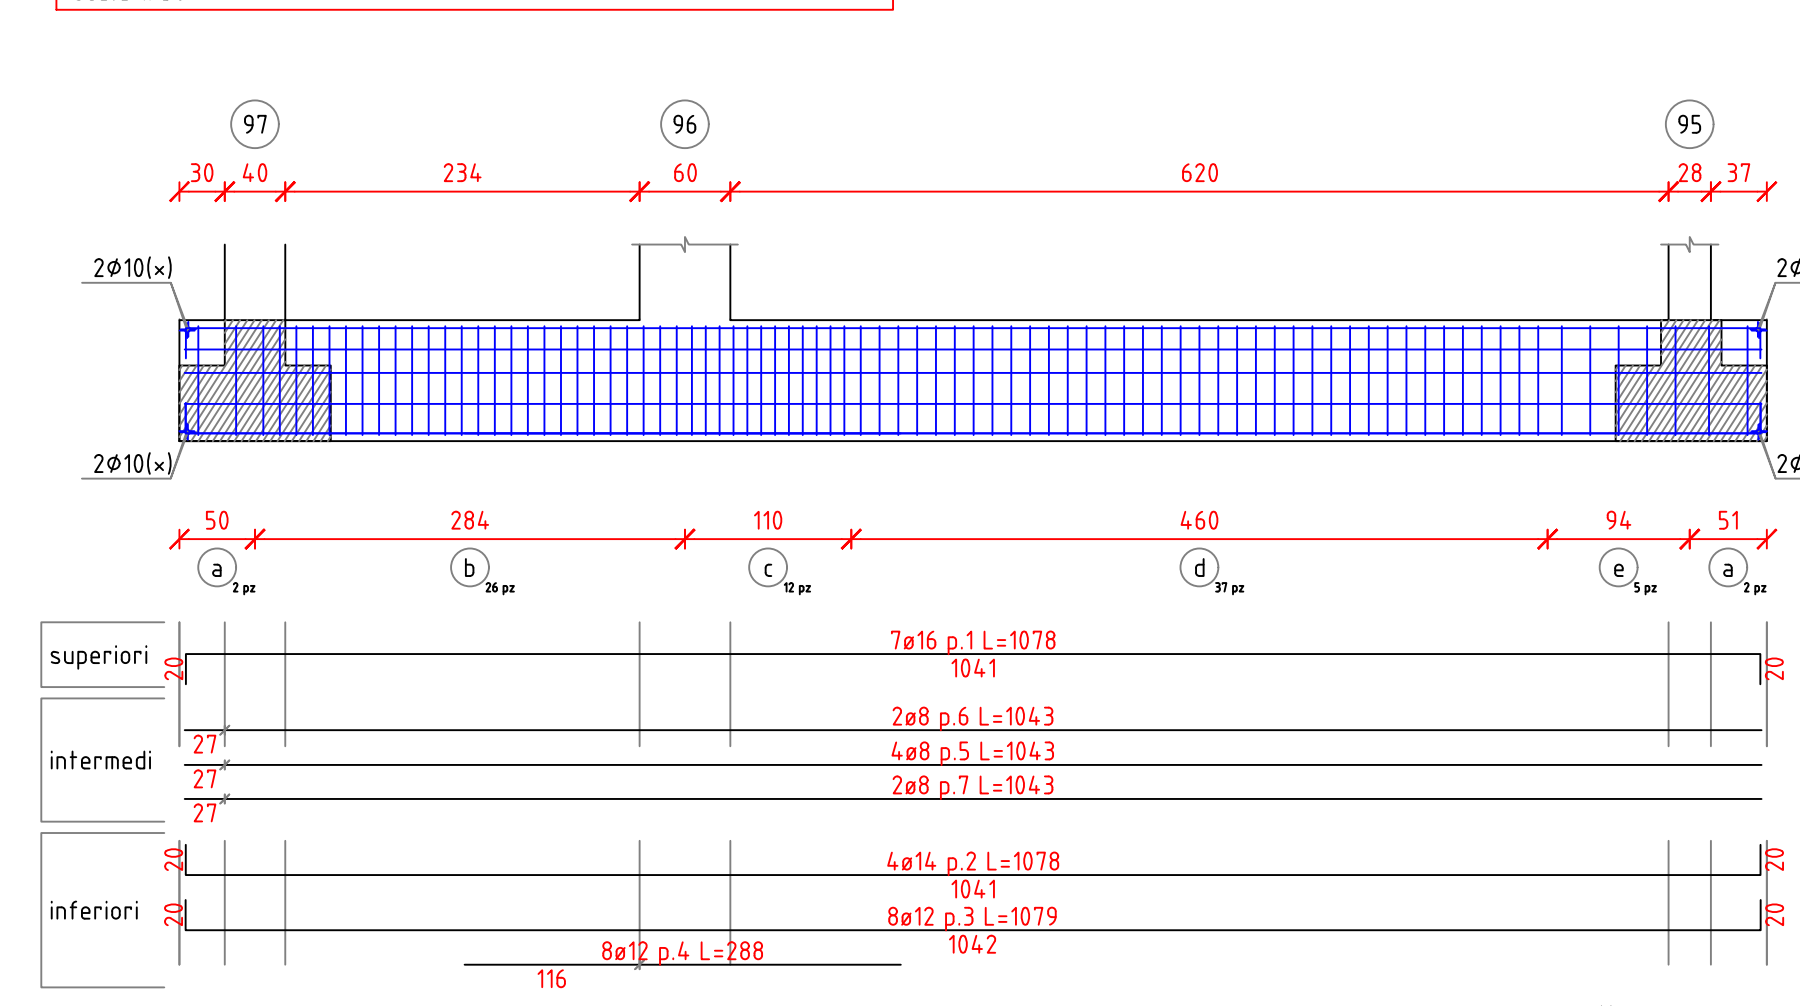 97 96 95
30 40 234 60 620 28 37
2Ø10(×) 2Ø
2Ø10(×) 2Ø
50 284 110 460 94 51
a 2 pz b 26 pz c 12 pz d 37 pz e 5 pz a 2 pz
superiori
20 7ø16 p.1 L=1078 20
1041
intermedi
2ø8 p.6 L=1043
27
4ø8 p.5 L=1043
27
2ø8 p.7 L=1043
27
inferiori
20 4ø14 p.2 L=1078 20
1041
20 8ø12 p.3 L=1079 20
1042
8ø12 p.4 L=288
116